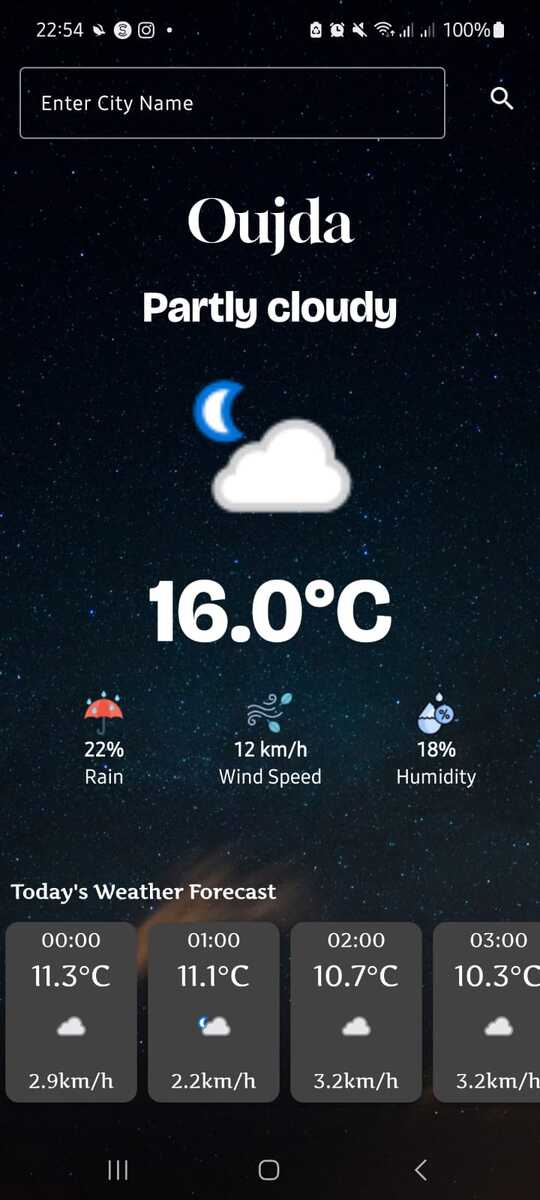 22:54 100%
Enter City Name
Oujda
Partly cloudy
16.0°C
22% 12 km/h 18%
Rain Wind Speed Humidity
Today's Weather Forecast
00:00 01:00 02:00 03:00
11.3°C 11.1°C 10.7°C 10.3°C
2.9km/h 2.2km/h 3.2km/h 3.2km/h